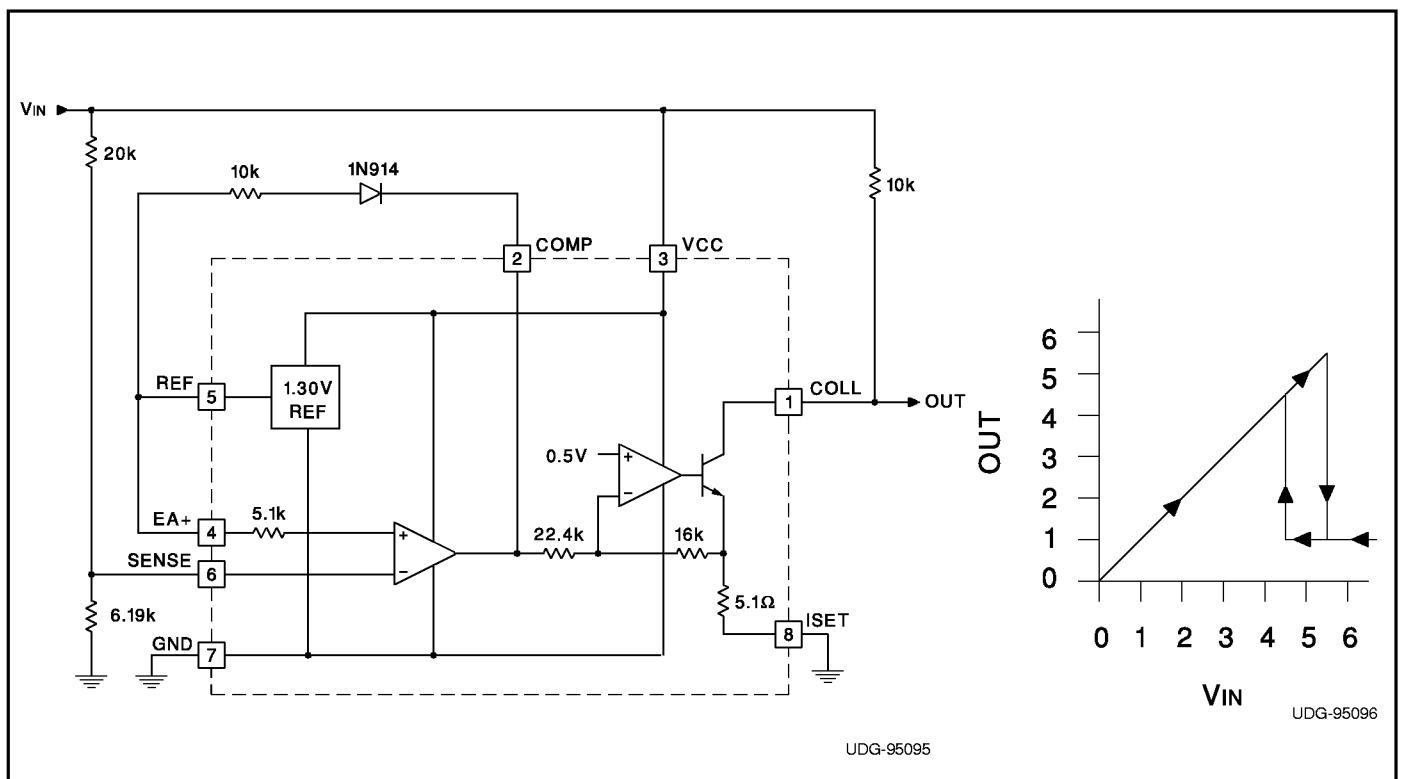 VIN
20k
10k
1N914
10k
2 COMP
3 VCC
REF 5
1.30V
REF
1 COLL
OUT
0.5V
+
−
EA+ 4
5.1k
+
−
22.4k
16k
SENSE 6
6.19k
5.1Ω
8 ISET
GND 7
UDG-95095
OUT
6
5
4
3
2
1
0
0 1 2 3 4 5 6
VIN
UDG-95096